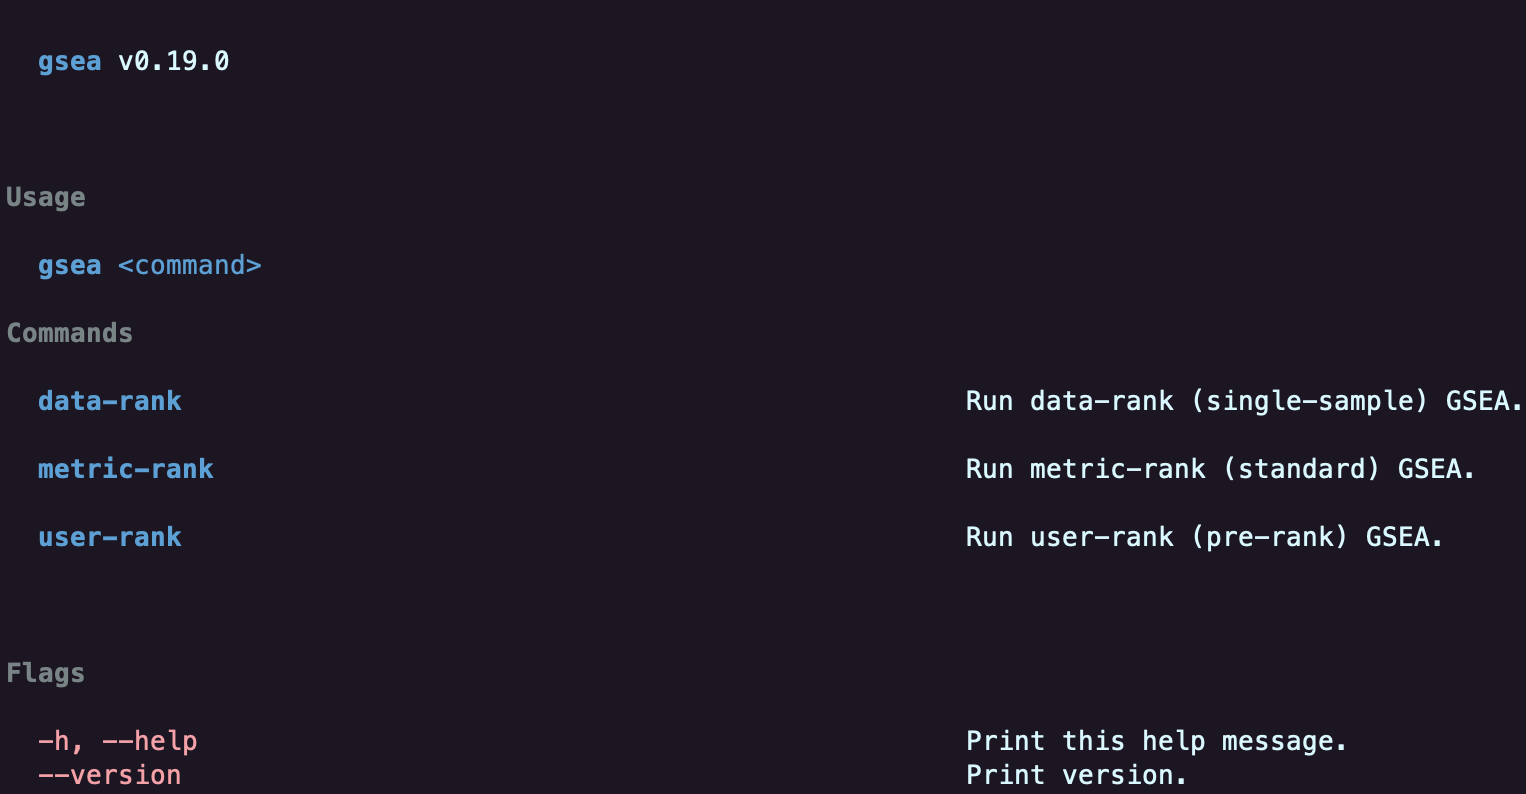 gsea v0.19.0
Usage
gsea <command>
Commands
data-rank Run data-rank (single-sample) GSEA.
metric-rank Run metric-rank (standard) GSEA.
user-rank Run user-rank (pre-rank) GSEA.
Flags
-h, --help Print this help message.
--version Print version.